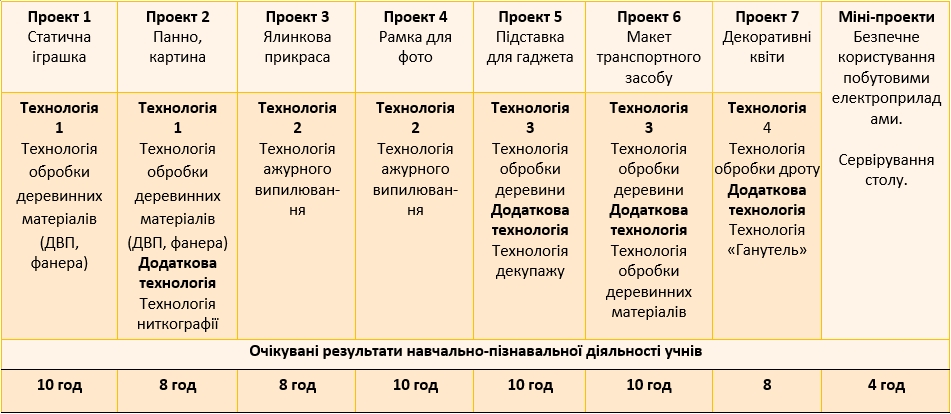 Проект 1
Статична
іграшка
Проект 2
Панно,
картина
Проект 3
Ялинкова
прикраса
Проект 4
Рамка для
фото
Проект 5
Підставка
для гаджета
Проект 6
Макет
транспортного
засобу
Проект 7
Декоративні
квіти
Міні-проекти
Безпечне
користування
побутовими
електроприлад
ами.
Сервірування
столу.
Технологія
1
Технологія
обробки
деревинних
матеріалів
(ДВП,
фанера)
Технологія
1
Технологія
обробки
деревинних
матеріалів
(ДВП, фанера)
Додаткова
технологія
Технологія
ниткографії
Технологія
2
Технологія
ажурного
випилюван-
ня
Технологія
2
Технологія
ажурного
випилюван-
ня
Технологія
3
Технологія
обробки
деревини
Додаткова
технологія
Технологія
декупажу
Технологія
3
Технологія
обробки
деревини
Додаткова
технологія
Технологія
обробки
деревинних
матеріалів
Технологія
4
Технологія
обробки дроту
Додаткова
технологія
Технологія
«Ганутель»
Очікувані результати навчально-пізнавальної діяльності учнів
10 год
8 год
8 год
10 год
10 год
10 год
8
4 год